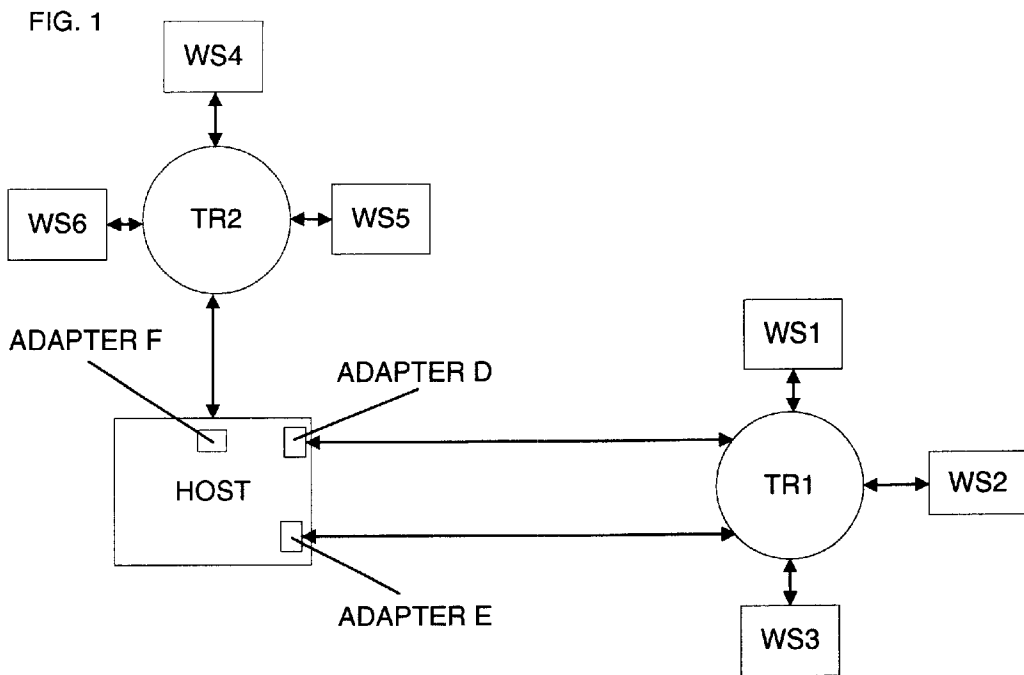 FIG. 1
WS4
WS6
TR2
WS5
ADAPTER F
ADAPTER D
WS1
HOST
TR1
WS2
ADAPTER E
WS3